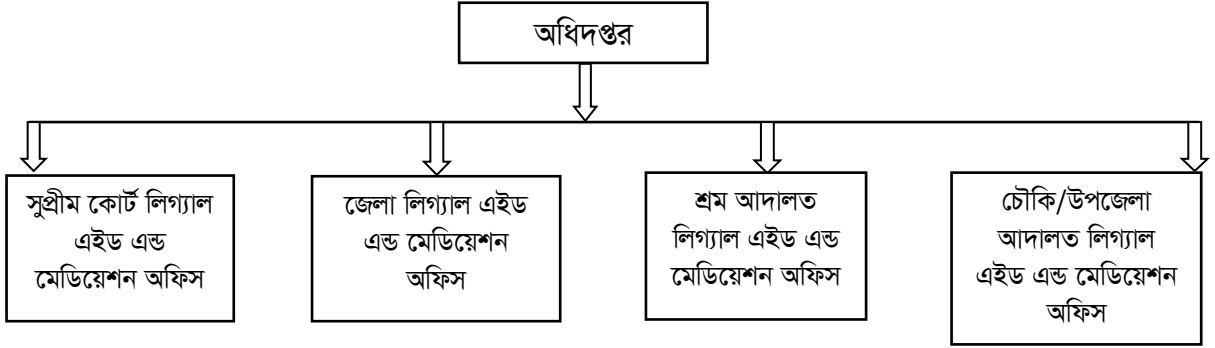 অধিদপ্তর
সুপ্রীম কোর্ট লিগ্যাল
এইড এন্ড
মেডিয়েশন অফিস
জেলা লিগ্যাল এইড
এন্ড মেডিয়েশন
অফিস
শ্রম আদালত
লিগ্যাল এইড এন্ড
মেডিয়েশন অফিস
চৌকি/উপজেলা
আদালত লিগ্যাল
এইড এন্ড মেডিয়েশন
অফিস